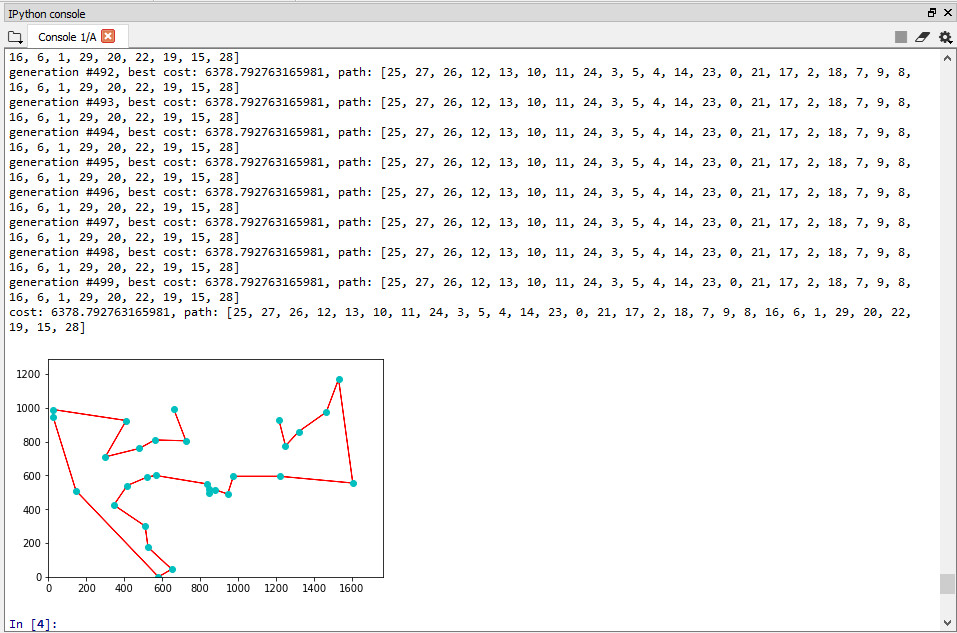 IPython console
Console 1/A
16, 6, 1, 29, 20, 22, 19, 15, 28]
generation #492, best cost: 6378.792763165981, path: [25, 27, 26, 12, 13, 10, 11, 24, 3, 5, 4, 14, 23, 0, 21, 17, 2, 18, 7, 9, 8,
16, 6, 1, 29, 20, 22, 19, 15, 28]
generation #493, best cost: 6378.792763165981, path: [25, 27, 26, 12, 13, 10, 11, 24, 3, 5, 4, 14, 23, 0, 21, 17, 2, 18, 7, 9, 8,
16, 6, 1, 29, 20, 22, 19, 15, 28]
generation #494, best cost: 6378.792763165981, path: [25, 27, 26, 12, 13, 10, 11, 24, 3, 5, 4, 14, 23, 0, 21, 17, 2, 18, 7, 9, 8,
16, 6, 1, 29, 20, 22, 19, 15, 28]
generation #495, best cost: 6378.792763165981, path: [25, 27, 26, 12, 13, 10, 11, 24, 3, 5, 4, 14, 23, 0, 21, 17, 2, 18, 7, 9, 8,
16, 6, 1, 29, 20, 22, 19, 15, 28]
generation #496, best cost: 6378.792763165981, path: [25, 27, 26, 12, 13, 10, 11, 24, 3, 5, 4, 14, 23, 0, 21, 17, 2, 18, 7, 9, 8,
16, 6, 1, 29, 20, 22, 19, 15, 28]
generation #497, best cost: 6378.792763165981, path: [25, 27, 26, 12, 13, 10, 11, 24, 3, 5, 4, 14, 23, 0, 21, 17, 2, 18, 7, 9, 8,
16, 6, 1, 29, 20, 22, 19, 15, 28]
generation #498, best cost: 6378.792763165981, path: [25, 27, 26, 12, 13, 10, 11, 24, 3, 5, 4, 14, 23, 0, 21, 17, 2, 18, 7, 9, 8,
16, 6, 1, 29, 20, 22, 19, 15, 28]
generation #499, best cost: 6378.792763165981, path: [25, 27, 26, 12, 13, 10, 11, 24, 3, 5, 4, 14, 23, 0, 21, 17, 2, 18, 7, 9, 8,
16, 6, 1, 29, 20, 22, 19, 15, 28]
cost: 6378.792763165981, path: [25, 27, 26, 12, 13, 10, 11, 24, 3, 5, 4, 14, 23, 0, 21, 17, 2, 18, 7, 9, 8, 16, 6, 1, 29, 20, 22,
19, 15, 28]
1200
1000
800
600
400
200
0
0 200 400 600 800 1000 1200 1400 1600
In [4]: